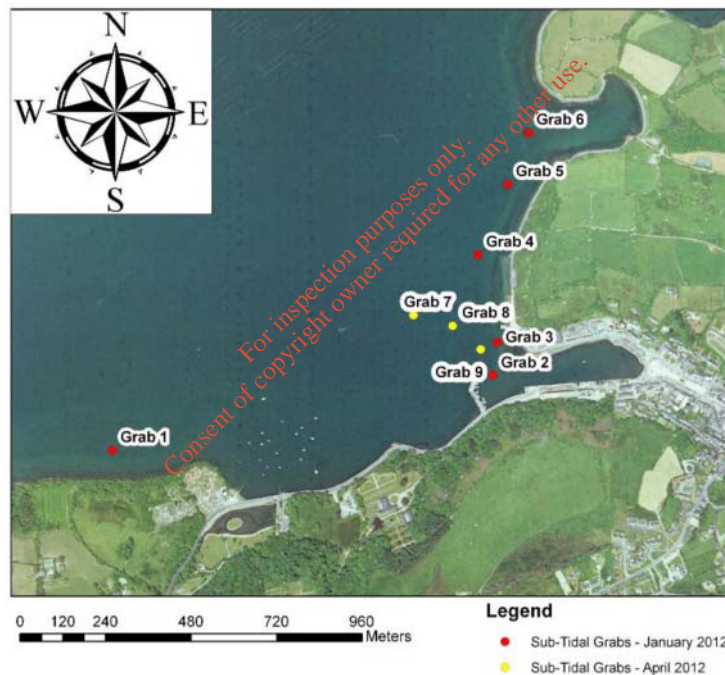 N
W E
S
Grab 6
Grab 5
Grab 4
Grab 7
Grab 8
Grab 3
Grab 2
Grab 9
Grab 1
For inspection purposes only.
Consent of copyright owner required for any other use.
0 120 240 480 720 960
Meters
Legend
Sub-Tidal Grabs - January 2012
Sub-Tidal Grabs - April 2012